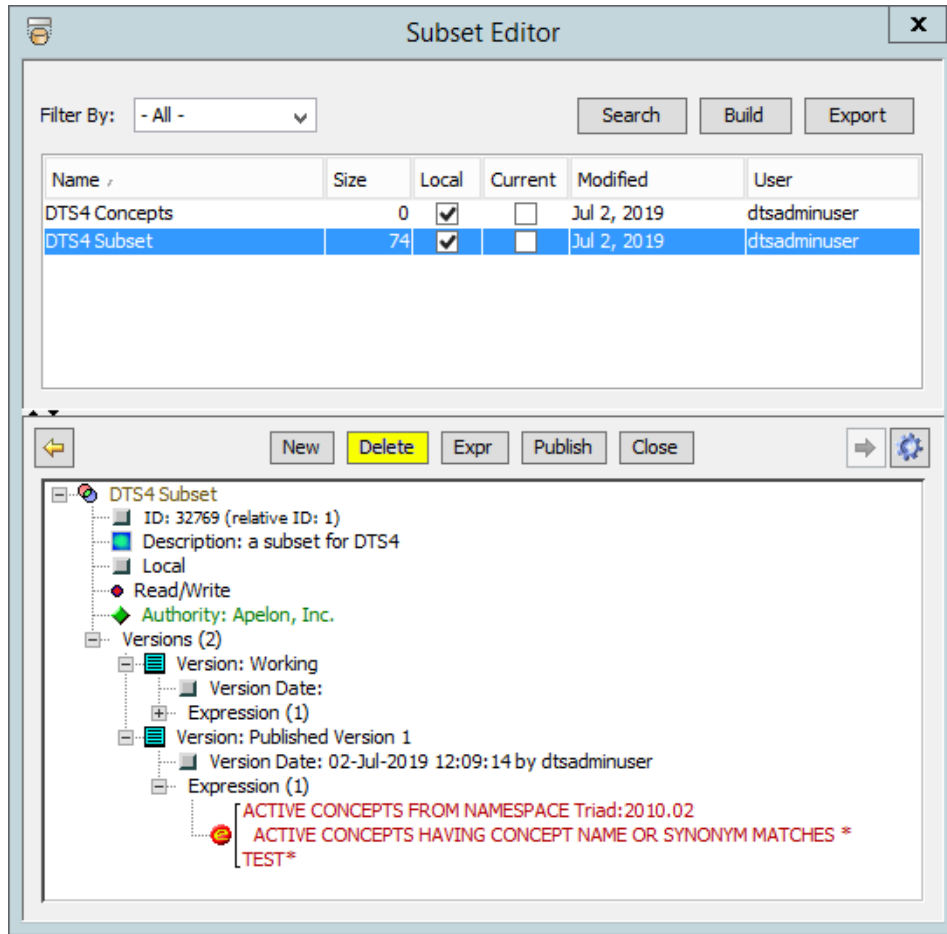 Subset Editor
x
Filter By: - All - Search Build Export
Name Size Local Current Modified User
DTS4 Concepts 0 Jul 2, 2019 dtsadminuser
DTS4 Subset 74 Jul 2, 2019 dtsadminuser
New Delete Expr Publish Close
DTS4 Subset
ID: 32769 (relative ID: 1)
Description: a subset for DTS4
Local
Read/Write
Authority: Apelon, Inc.
Versions (2)
Version: Working
Version Date:
Expression (1)
Version: Published Version 1
Version Date: 02-Jul-2019 12:09:14 by dtsadminuser
Expression (1)
ACTIVE CONCEPTS FROM NAMESPACE Triad:2010.02
ACTIVE CONCEPTS HAVING CONCEPT NAME OR SYNONYM MATCHES *
TEST*